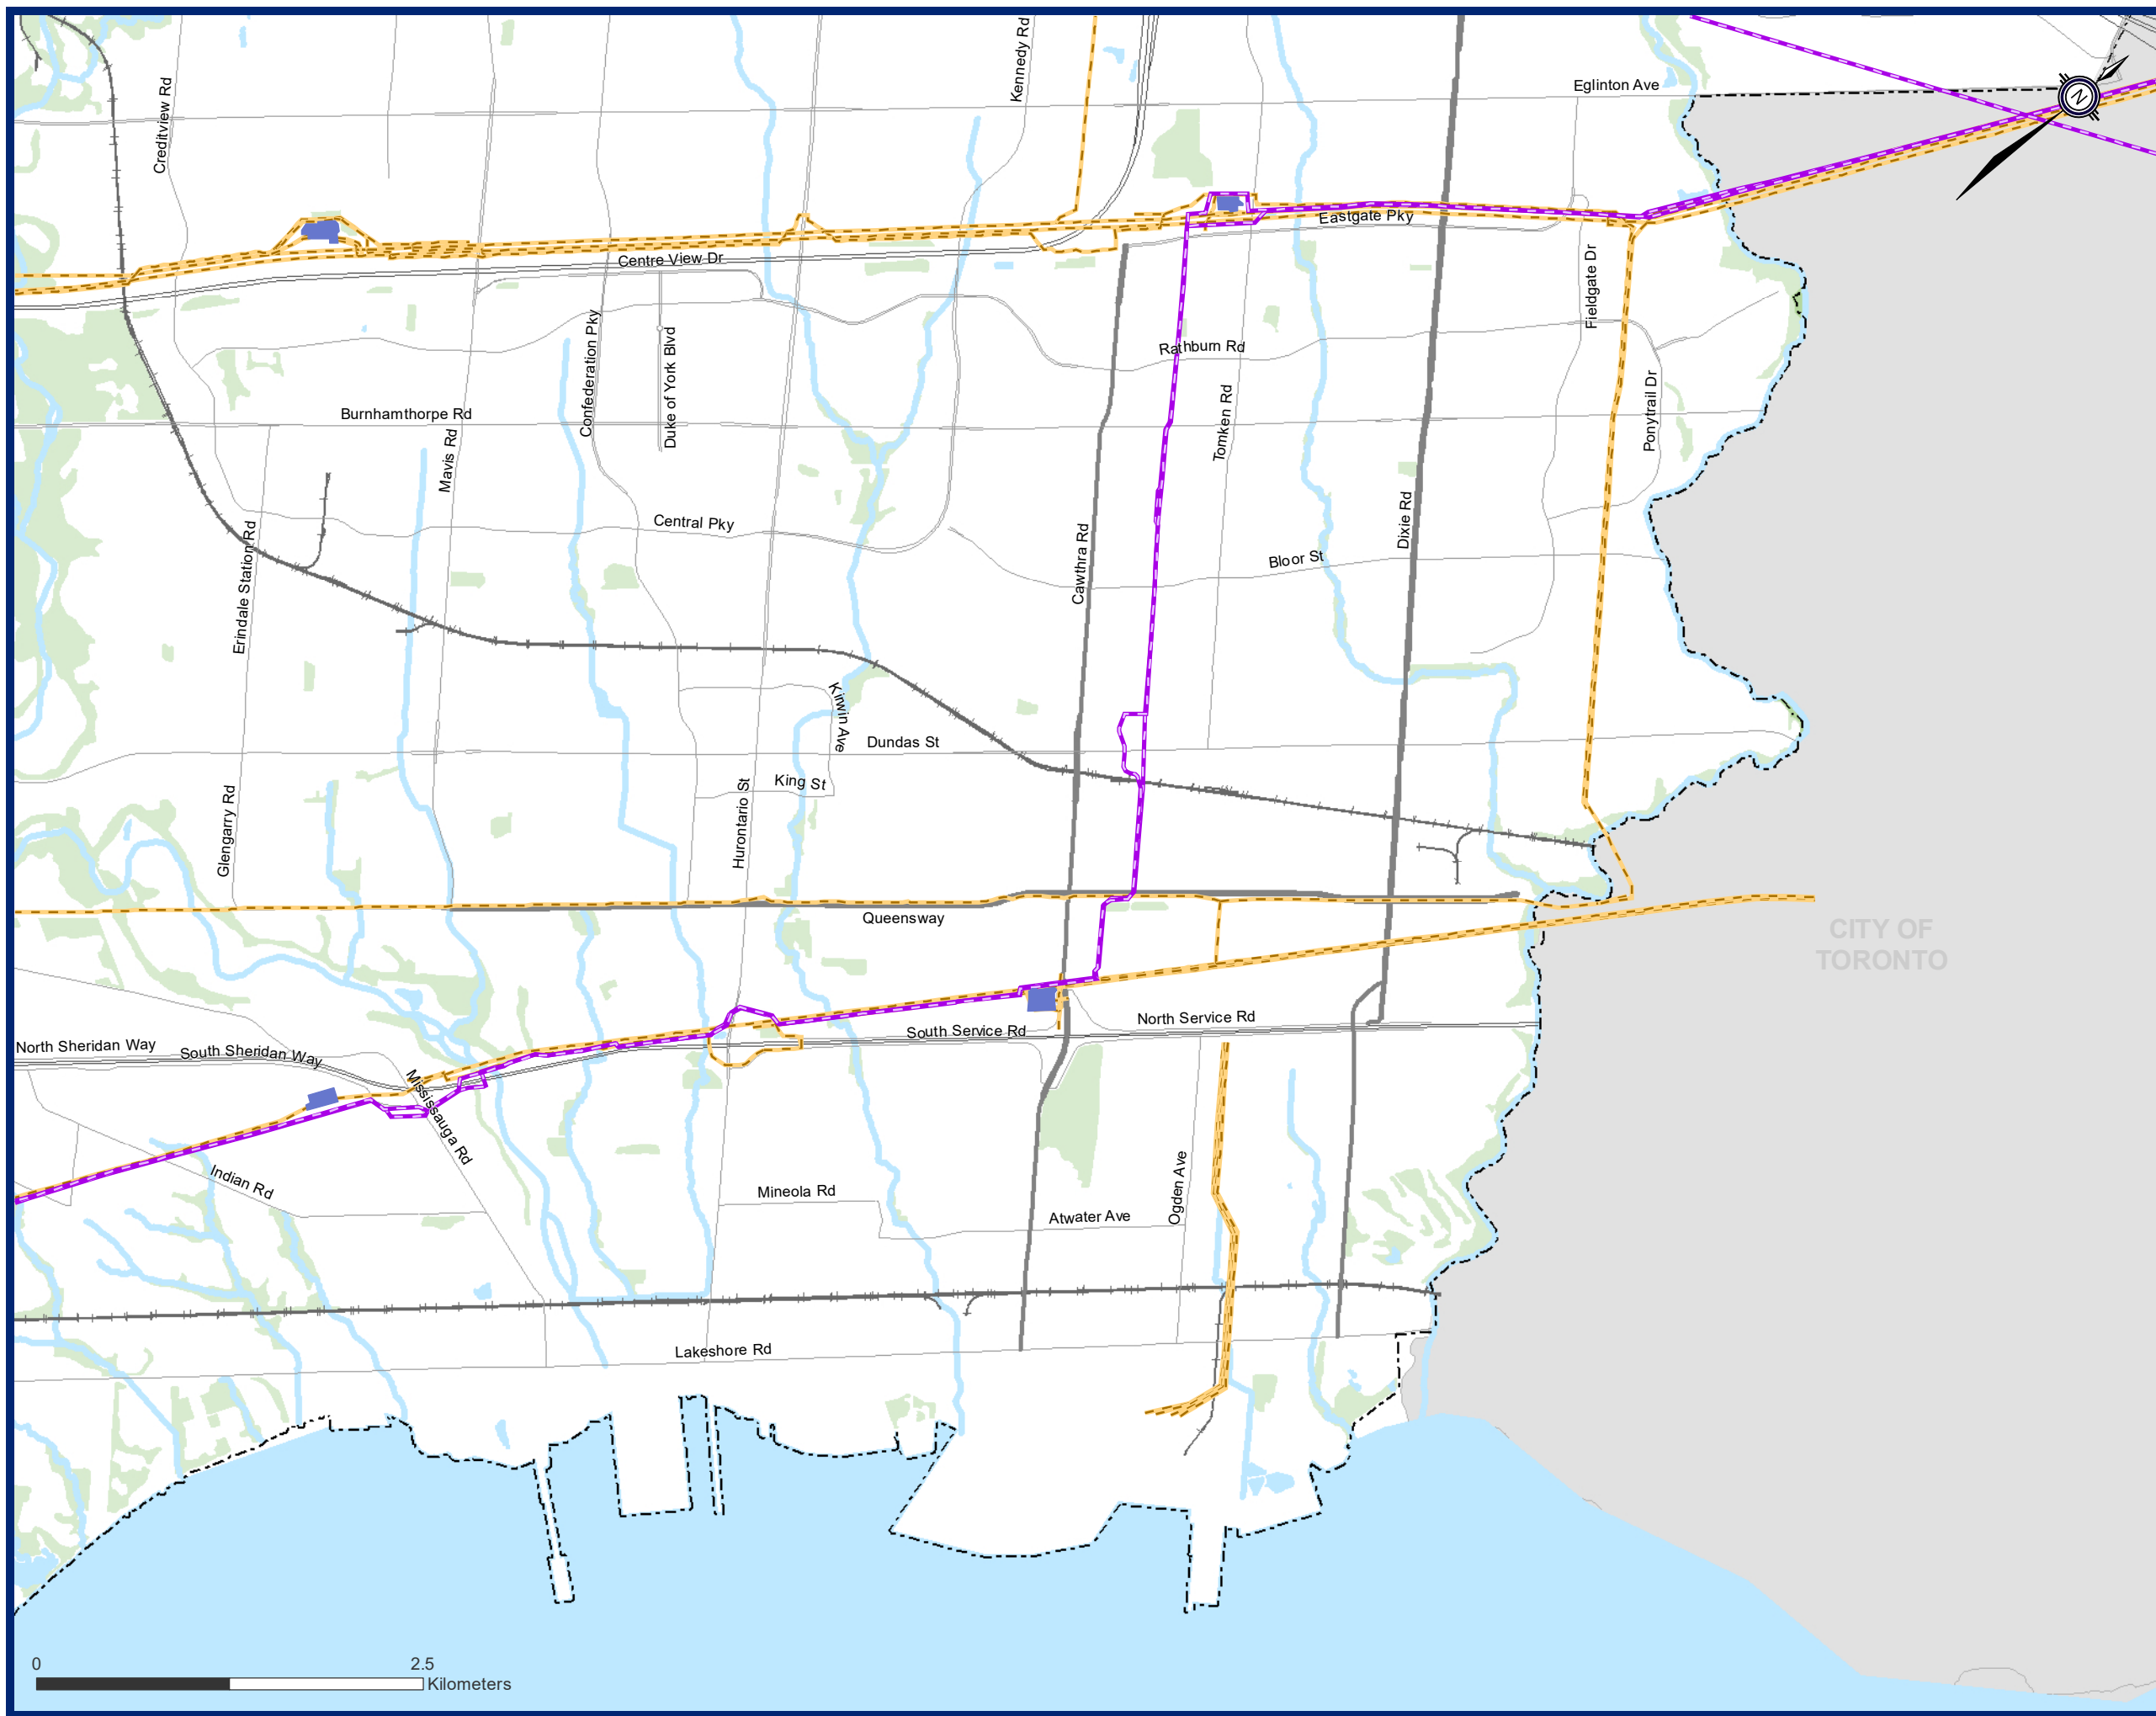 Kennedy Rd
Creditview Rd
Eglinton Ave
N
Eastgate Pky
Centre View Dr
Fieldgate Dr
Confederation Pky
Duke of York Blvd
Rathburn Rd
Ponytrail Dr
Burnhamthorpe Rd
Mavis Rd
Tomken Rd
Central Pky
Dixie Rd
Cawthra Rd
Erindale Station Rd
Bloor St
Kirwin Ave
Dundas St
King St
Hurontario St
Glengarry Rd
Queensway
CITY OF
TORONTO
North Service Rd
South Service Rd
North Sheridan Way
South Sheridan Way
Mississauga Rd
Indian Rd
Mineola Rd
Atwater Ave
Ogden Ave
Lakeshore Rd
0 2.5
Kilometers